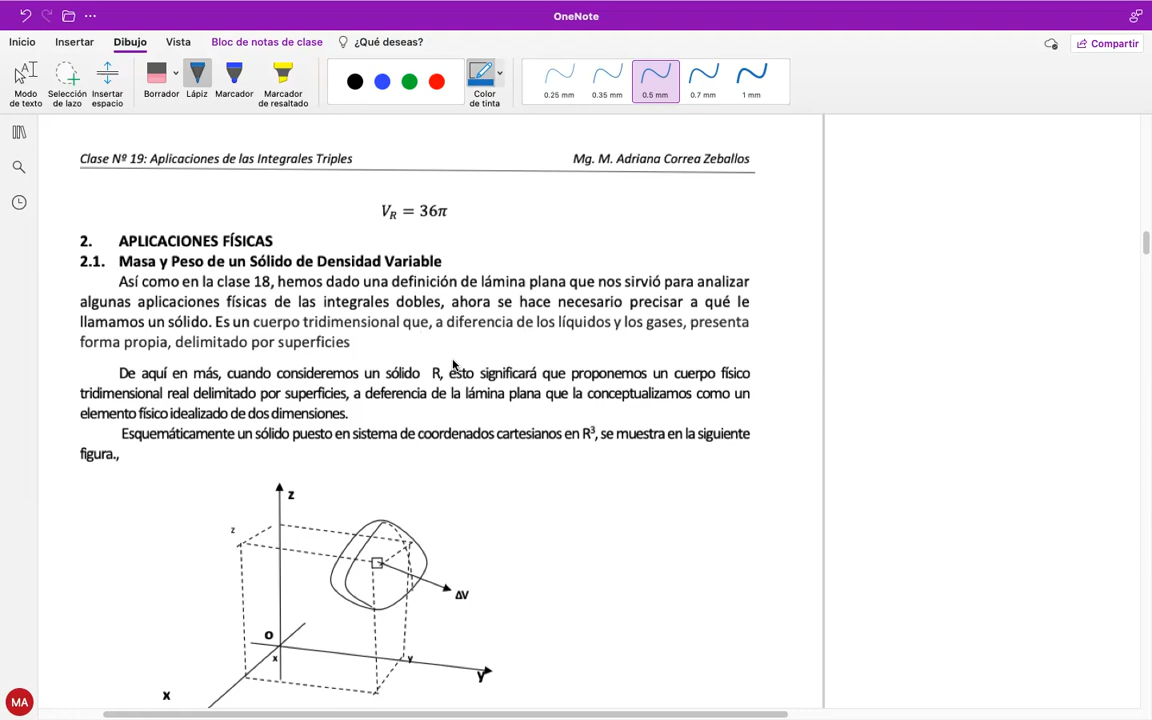 OneNote
Inicio Insertar Dibujo Vista Bloc de notas de clase ¿Qué deseas? Compartir
Modo de texto
Selección de lazo
Insertar espacio
Borrador
Lápiz
Marcador
Marcador de resaltado
Color de tinta
0.25 mm 0.35 mm 0.5 mm 0.7 mm 1 mm
Clase Nº 19: Aplicaciones de las Integrales Triples Mg. M. Adriana Correa Zeballos
V_R = 36π
2. APLICACIONES FÍSICAS
2.1. Masa y Peso de un Sólido de Densidad Variable
Así como en la clase 18, hemos dado una definición de lámina plana que nos sirvió para analizar
algunas aplicaciones físicas de las integrales dobles, ahora se hace necesario precisar a qué le
llamamos un sólido. Es un cuerpo tridimensional que, a diferencia de los líquidos y los gases, presenta
forma propia, delimitado por superficies
De aquí en más, cuando consideremos un sólido R, esto significará que proponemos un cuerpo físico
tridimensional real delimitado por superficies, a deferencia de la lámina plana que la conceptualizamos como un
elemento físico idealizado de dos dimensiones.
Esquemáticamente un sólido puesto en sistema de coordenados cartesianos en R³, se muestra en la siguiente
figura.,
z
z
ΔV
O
x
y
y
x
MA